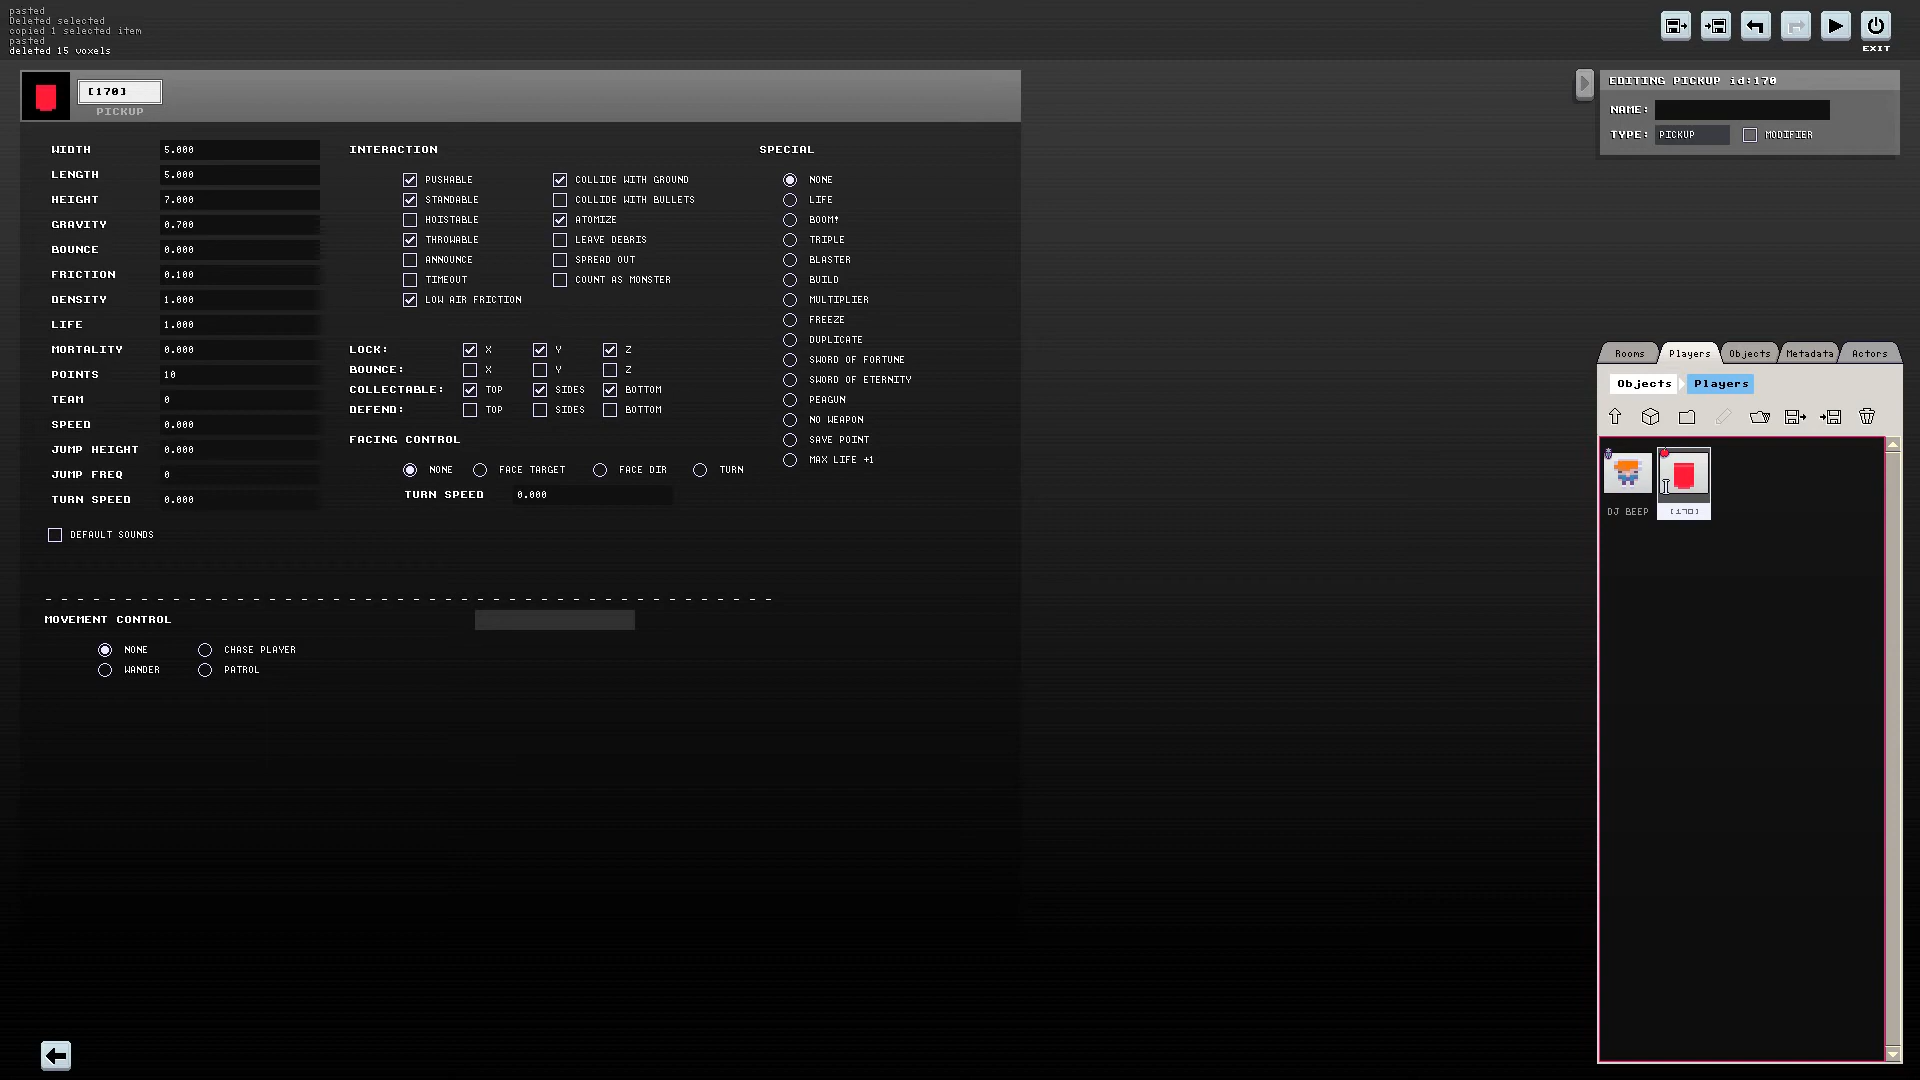 pasted
Deleted selected
copied 1 selected item
pasted
deleted 15 voxels
EXIT
[170]
PICKUP
EDITING PICKUP id:170
NAME:
TYPE: PICKUP MODIFIER
WIDTH 5.000
LENGTH 5.000
HEIGHT 7.000
GRAVITY 0.700
BOUNCE 0.000
FRICTION 0.100
DENSITY 1.000
LIFE 1.000
MORTALITY 0.000
POINTS 10
TEAM 0
SPEED 0.000
JUMP HEIGHT 0.000
JUMP FREQ 0
TURN SPEED 0.000
DEFAULT SOUNDS
INTERACTION
PUSHABLE COLLIDE WITH GROUND
STANDABLE COLLIDE WITH BULLETS
HOISTABLE ATOMIZE
THROWABLE LEAVE DEBRIS
ANNOUNCE SPREAD OUT
TIMEOUT COUNT AS MONSTER
LOW AIR FRICTION
LOCK: X Y Z
BOUNCE: X Y Z
COLLECTABLE: TOP SIDES BOTTOM
DEFEND: TOP SIDES BOTTOM
FACING CONTROL
NONE FACE TARGET FACE DIR TURN
TURN SPEED 0.000
SPECIAL
NONE
LIFE
BOOM!
TRIPLE
BLASTER
BUILD
MULTIPLIER
FREEZE
DUPLICATE
SWORD OF FORTUNE
SWORD OF ETERNITY
PEAGUN
NO WEAPON
SAVE POINT
MAX LIFE +1
MOVEMENT CONTROL
NONE CHASE PLAYER
WANDER PATROL
Rooms Players Objects Metadata Actors
Objects Players
DJ BEEP [170]